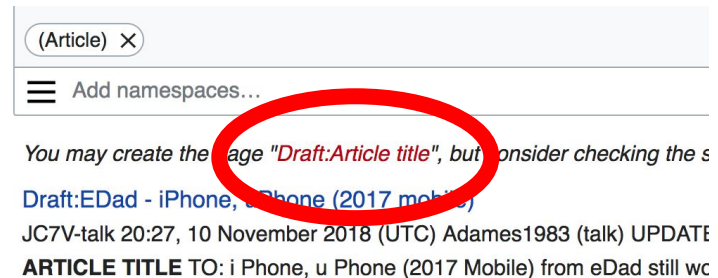 (Article) ×
Add namespaces...
You may create the page "Draft:Article title", but consider checking the s
Draft:EDad - iPhone, uPhone (2017 mobile)
JC7V-talk 20:27, 10 November 2018 (UTC) Adames1983 (talk) UPDATE
ARTICLE TITLE TO: i Phone, u Phone (2017 Mobile) from eDad still wo